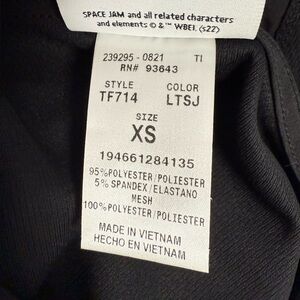 SPACE JAM and all related characters
and elements © & ™ WBEI. (s22)
239295 - 0821 TI
RN# 93643
STYLE COLOR
TF714 LTSJ
SIZE
XS
194661284135
95%POLYESTER/POLIESTER
5% SPANDEX/ELASTANO
MESH
100%POLYESTER/POLIESTER
MADE IN VIETNAM
HECHO EN VIETNAM